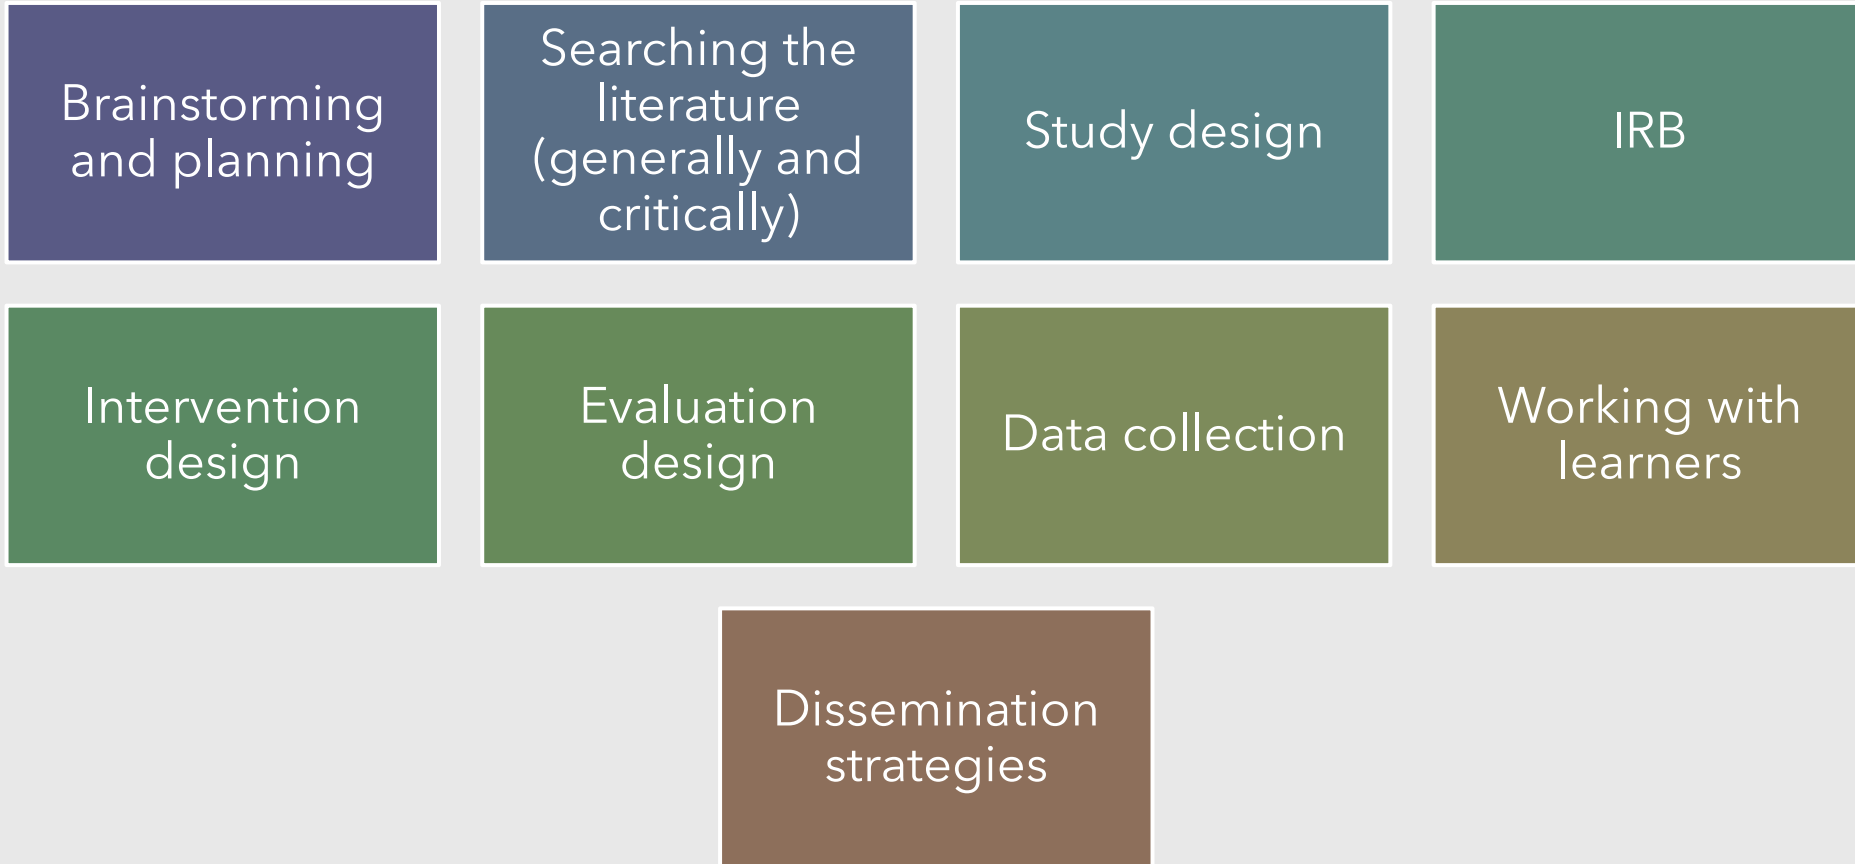 Brainstorming
and planning
Searching the
literature
(generally and
critically)
Study design
IRB
Intervention
design
Evaluation
design
Data collection
Working with
learners
Dissemination
strategies